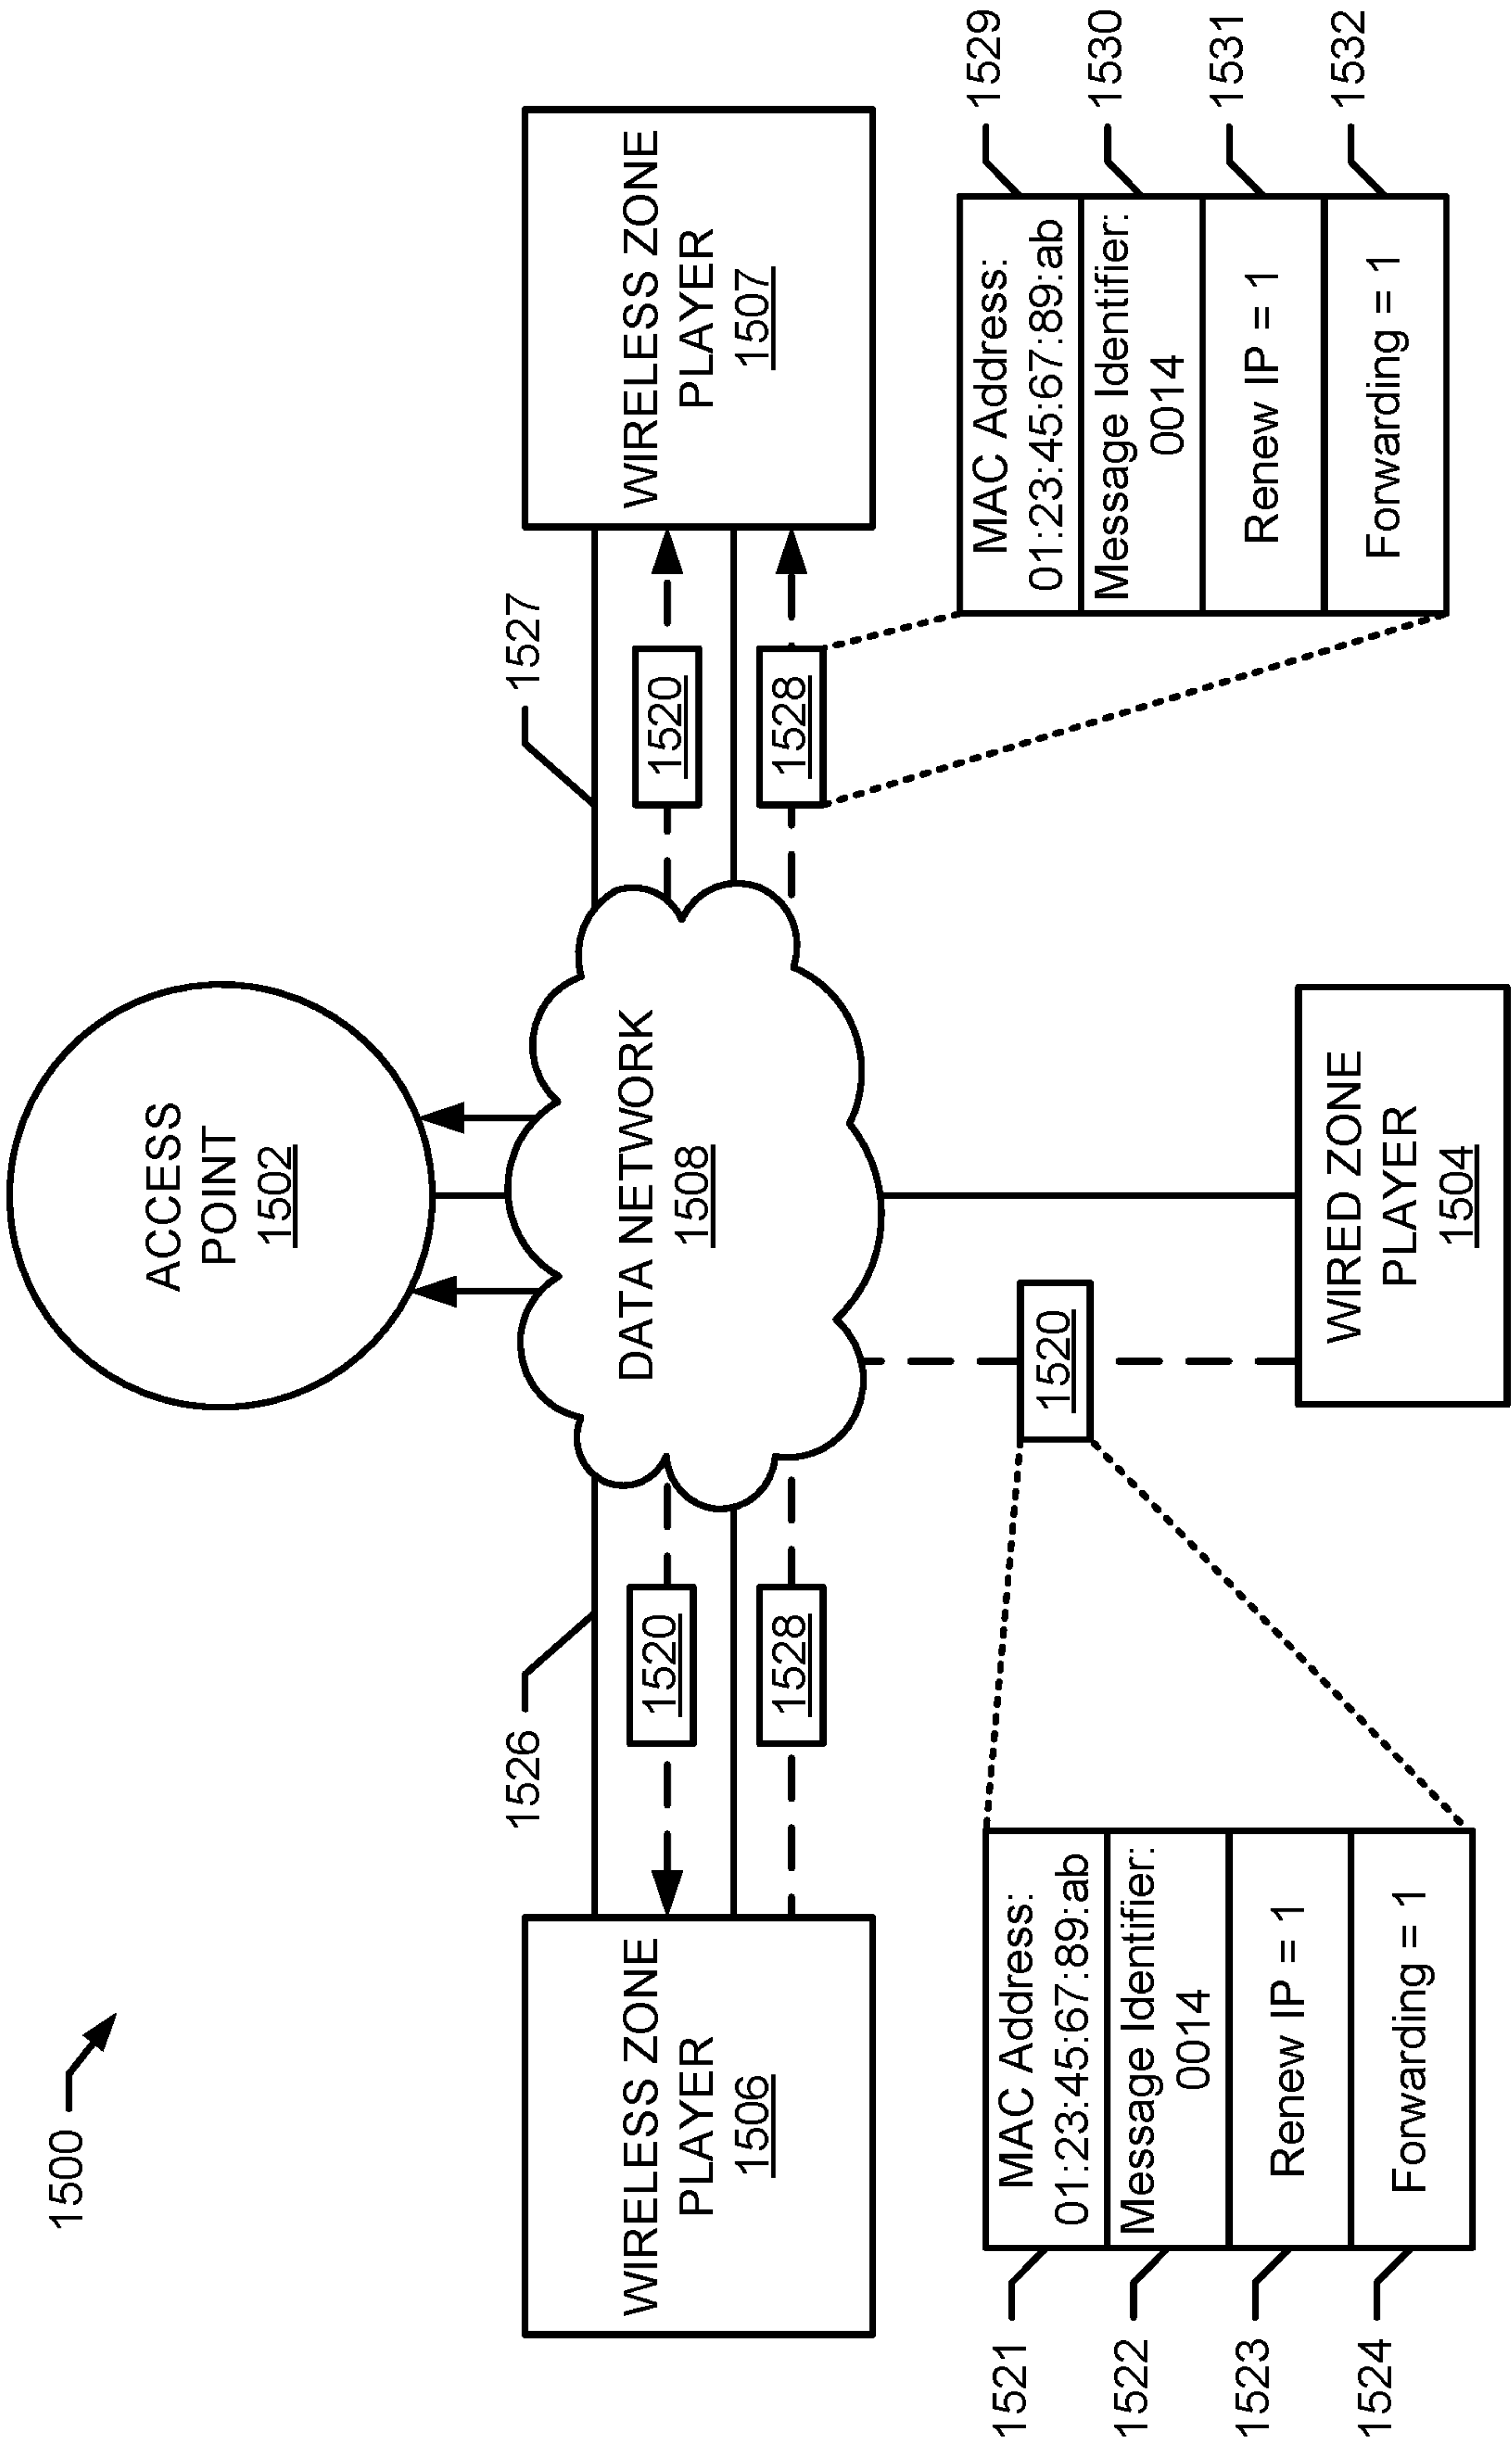 1500
ACCESS
POINT
1502
1526
1527
WIRELESS ZONE
PLAYER
1506
1520
1528
DATA NETWORK
1508
1520
1528
WIRELESS ZONE
PLAYER
1507
1521
1522
1523
1524
MAC Address:
01:23:45:67:89:ab
Message Identifier:
0014
Renew IP = 1
Forwarding = 1
1520
WIRED ZONE
PLAYER
1504
MAC Address:
01:23:45:67:89:ab
Message Identifier:
0014
Renew IP = 1
Forwarding = 1
1529
1530
1531
1532